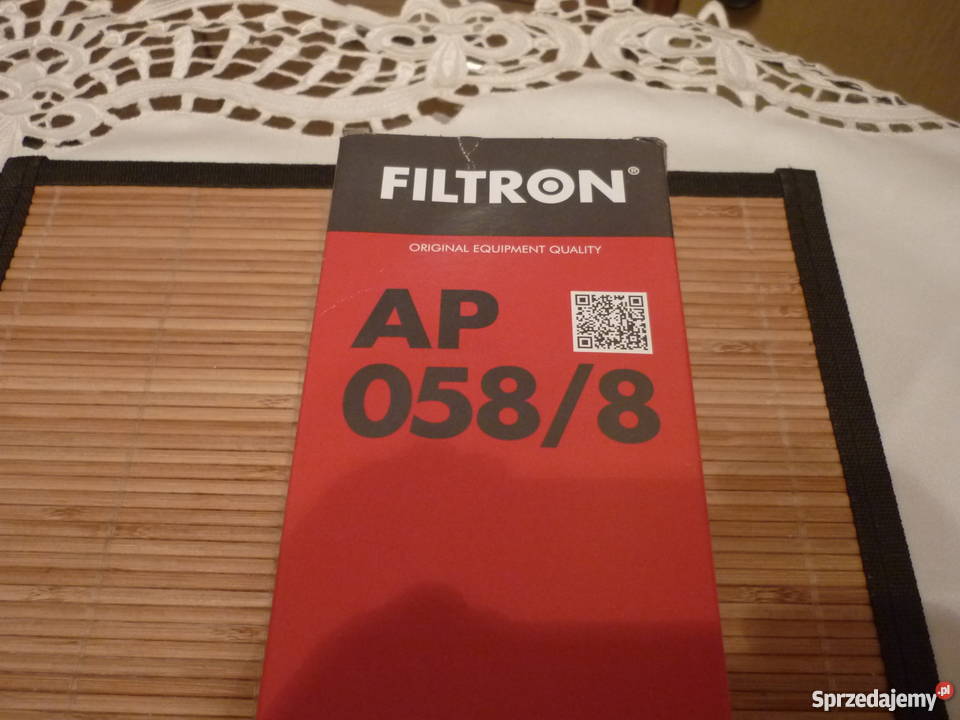 FILTRON®
ORIGINAL EQUIPMENT QUALITY
AP
058/8
Sprzedajemy.pl